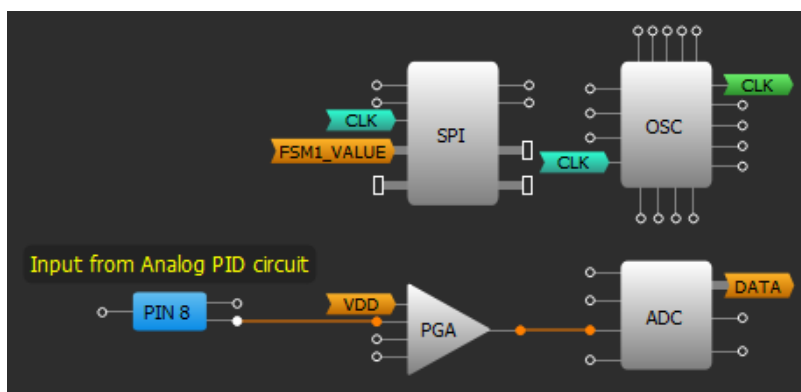 CLK
CLK
SPI
OSC
FSM1_VALUE
CLK
Input from Analog PID circuit
VDD
DATA
PIN 8
PGA
ADC